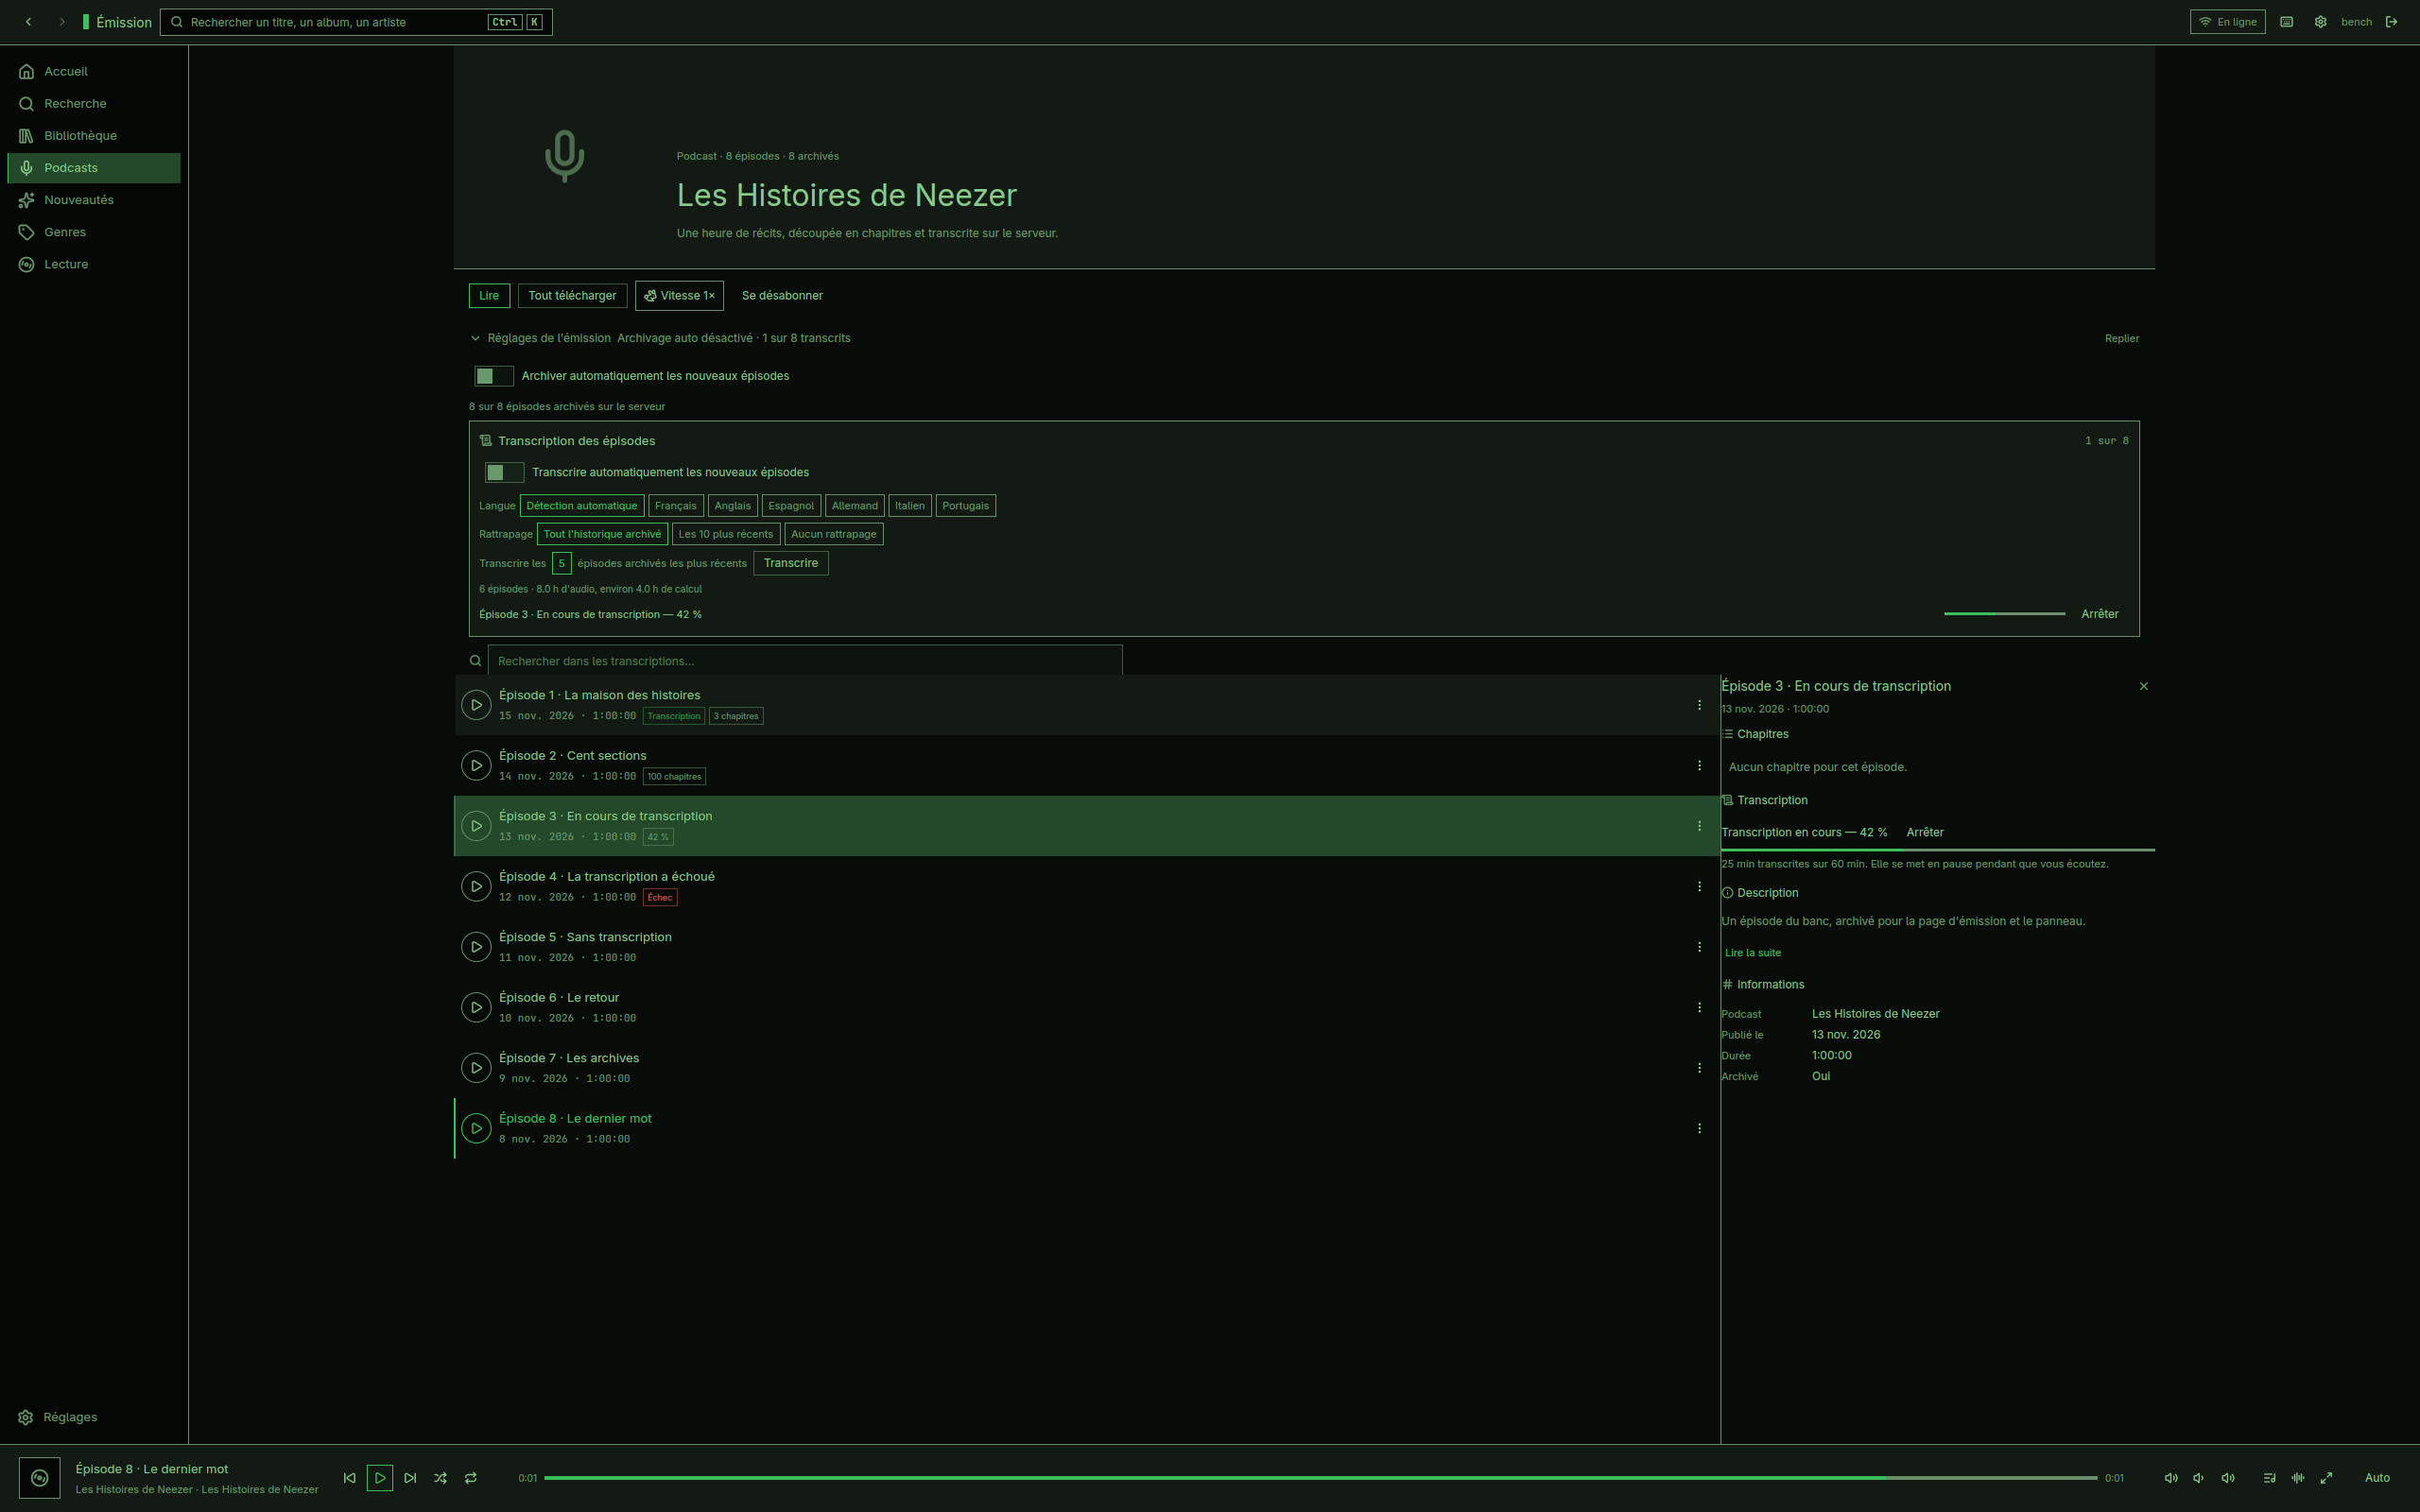 Émission
Rechercher un titre, un album, un artiste
Ctrl K
En ligne
bench
Accueil
Recherche
Bibliothèque
Podcasts
Nouveautés
Genres
Lecture
Réglages
Podcast · 8 épisodes · 8 archivés
Les Histoires de Neezer
Une heure de récits, découpée en chapitres et transcrite sur le serveur.
Lire
Tout télécharger
Vitesse 1×
Se désabonner
Réglages de l'émission Archivage auto désactivé · 1 sur 8 transcrits
Replier
Archiver automatiquement les nouveaux épisodes
8 sur 8 épisodes archivés sur le serveur
Transcription des épisodes
1 sur 8
Transcrire automatiquement les nouveaux épisodes
Langue Détection automatique Français Anglais Espagnol Allemand Italien Portugais
Rattrapage Tout l'historique archivé Les 10 plus récents Aucun rattrapage
Transcrire les 5 épisodes archivés les plus récents Transcrire
6 épisodes · 8.0 h d'audio, environ 4.0 h de calcul
Épisode 3 · En cours de transcription — 42 %
Arrêter
Rechercher dans les transcriptions...
Épisode 1 · La maison des histoires
15 nov. 2026 · 1:00:00 Transcription 3 chapitres
Épisode 2 · Cent sections
14 nov. 2026 · 1:00:00 100 chapitres
Épisode 3 · En cours de transcription
13 nov. 2026 · 1:00:00 42 %
Épisode 4 · La transcription a échoué
12 nov. 2026 · 1:00:00 Échec
Épisode 5 · Sans transcription
11 nov. 2026 · 1:00:00
Épisode 6 · Le retour
10 nov. 2026 · 1:00:00
Épisode 7 · Les archives
9 nov. 2026 · 1:00:00
Épisode 8 · Le dernier mot
8 nov. 2026 · 1:00:00
Épisode 3 · En cours de transcription
13 nov. 2026 · 1:00:00
Chapitres
Aucun chapitre pour cet épisode.
Transcription
Transcription en cours — 42 % Arrêter
25 min transcrites sur 60 min. Elle se met en pause pendant que vous écoutez.
Description
Un épisode du banc, archivé pour la page d'émission et le panneau.
Lire la suite
Informations
Podcast Les Histoires de Neezer
Publié le 13 nov. 2026
Durée 1:00:00
Archivé Oui
Épisode 8 · Le dernier mot
Les Histoires de Neezer · Les Histoires de Neezer
0:01
0:01
Auto